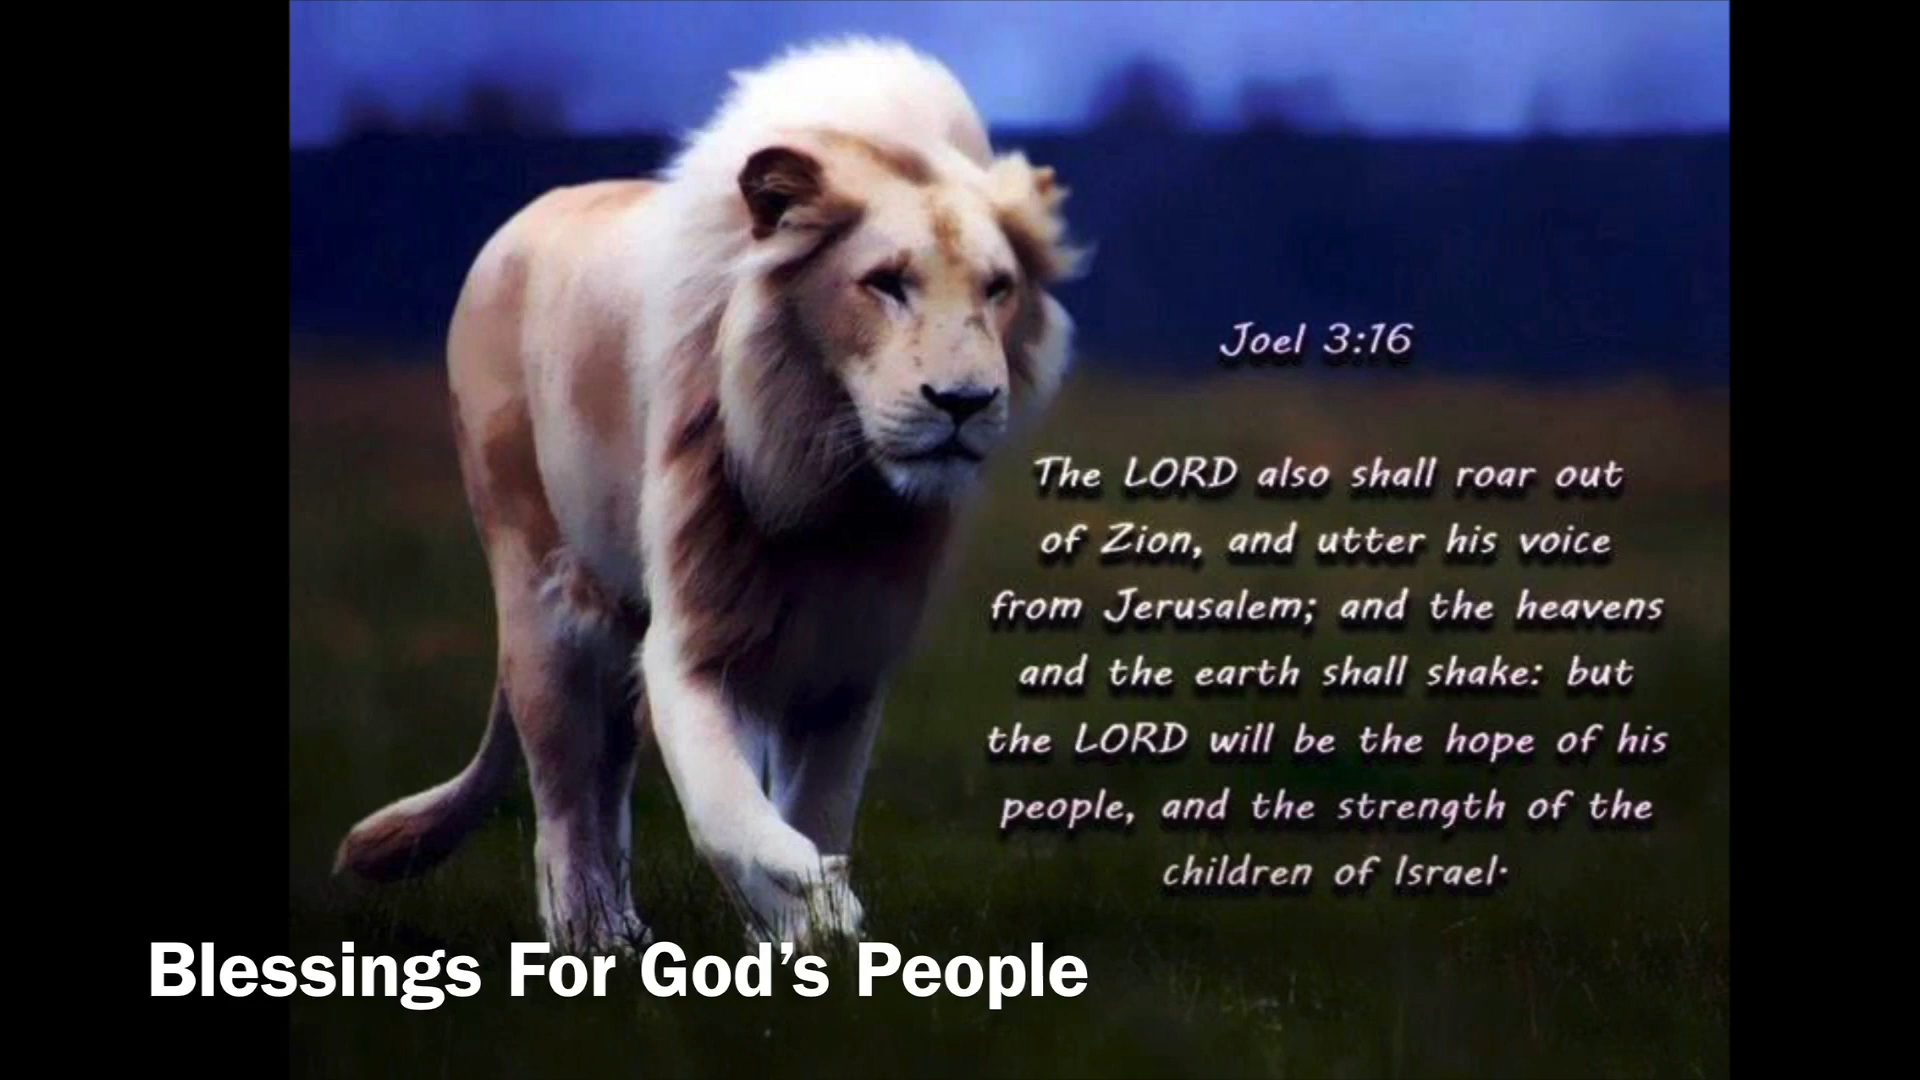 Joel 3:16
The LORD also shall roar out
of Zion, and utter his voice
from Jerusalem; and the heavens
and the earth shall shake: but
the LORD will be the hope of his
people, and the strength of the
children of Israel.
Blessings For God’s People